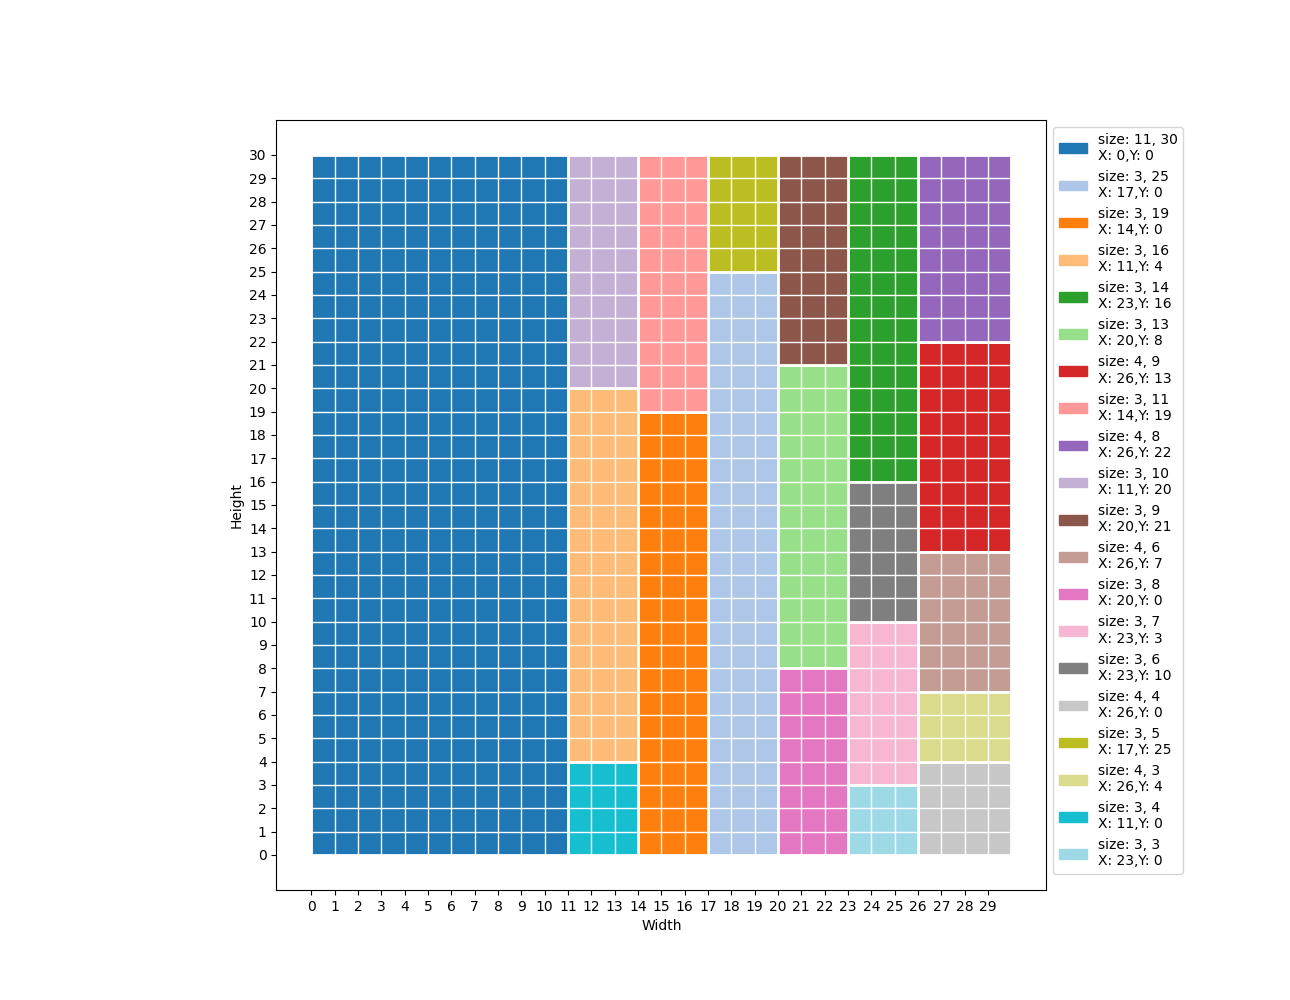 30
29
28
27
26
25
24
23
22
21
20
19
18
17
16
15
14
13
12
11
10
9
8
7
6
5
4
3
2
1
0
Height
0 1 2 3 4 5 6 7 8 9 10 11 12 13 14 15 16 17 18 19 20 21 22 23 24 25 26 27 28 29
Width
size: 11, 30
X: 0,Y: 0
size: 3, 25
X: 17,Y: 0
size: 3, 19
X: 14,Y: 0
size: 3, 16
X: 11,Y: 4
size: 3, 14
X: 23,Y: 16
size: 3, 13
X: 20,Y: 8
size: 4, 9
X: 26,Y: 13
size: 3, 11
X: 14,Y: 19
size: 4, 8
X: 26,Y: 22
size: 3, 10
X: 11,Y: 20
size: 3, 9
X: 20,Y: 21
size: 4, 6
X: 26,Y: 7
size: 3, 8
X: 20,Y: 0
size: 3, 7
X: 23,Y: 3
size: 3, 6
X: 23,Y: 10
size: 4, 4
X: 26,Y: 0
size: 3, 5
X: 17,Y: 25
size: 4, 3
X: 26,Y: 4
size: 3, 4
X: 11,Y: 0
size: 3, 3
X: 23,Y: 0